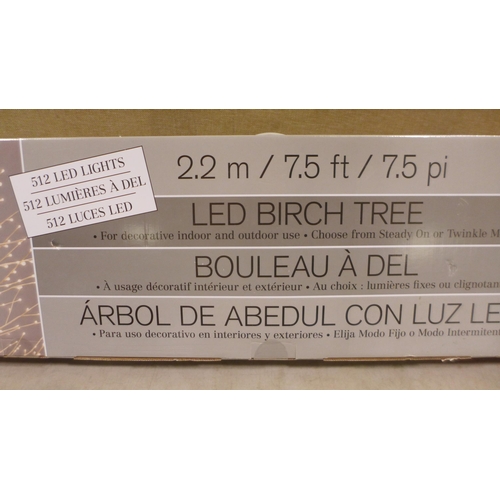 512 LED LIGHTS
512 LUMIÈRES À DEL
512 LUCES LED
2.2 m / 7.5 ft / 7.5 pi
LED BIRCH TREE
• For decorative indoor and outdoor use • Choose from Steady On or Twinkle M
BOULEAU À DEL
• À usage décoratif intérieur et extérieur • Au choix : lumières fixes ou clignotan
ÁRBOL DE ABEDUL CON LUZ LE
• Para uso decorativo en interiores y exteriores • Elija Modo Fijo o Modo Intermitent